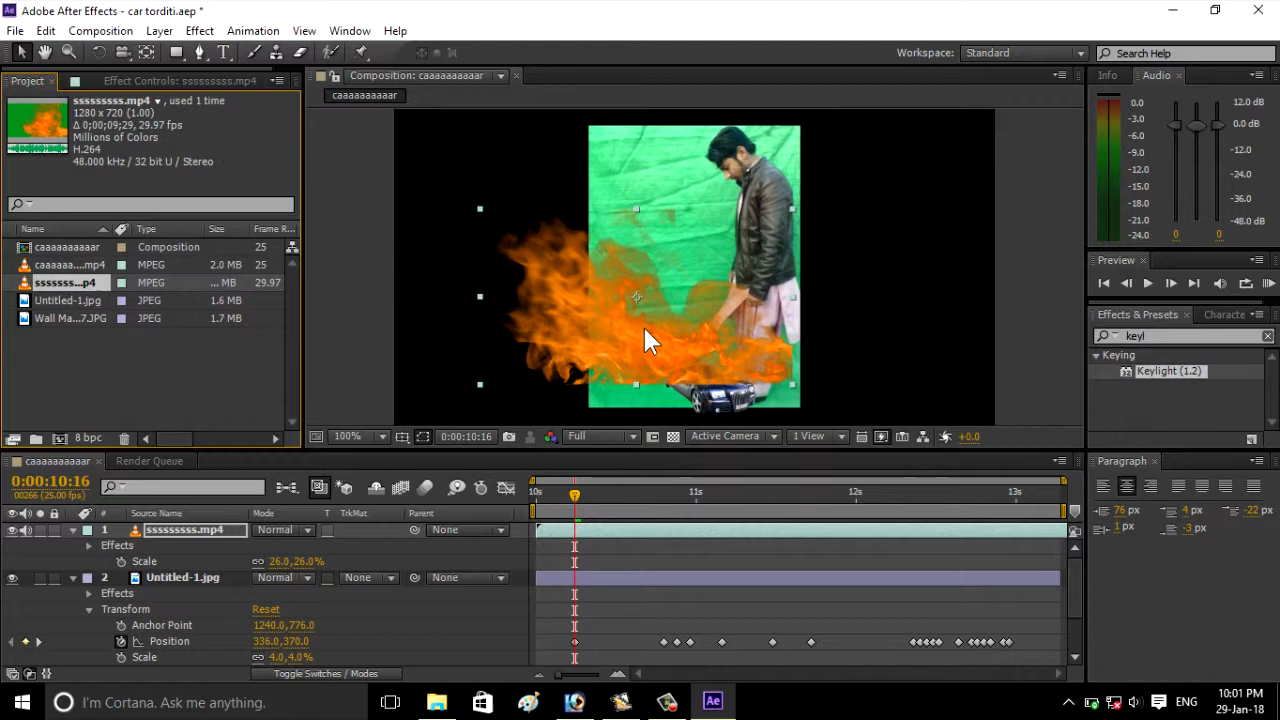 Adobe After Effects - car torditi.aep *
File Edit Composition Layer Effect Animation View Window Help
Workspace: Standard Search Help
Project Effect Controls: sssssssss.mp4 Composition: caaaaaaaaar Info Audio
sssssssss.mp4 , used 1 time
1280 x 720 (1.00)
Δ 0;00;09;29, 29.97 fps
Millions of Colors
H.264
48.000 kHz / 32 bit U / Stereo
caaaaaaaaar
0.0
-3.0
-6.0
-9.0
-12.0
-15.0
-18.0
-21.0
-24.0
12.0 dB
0.0 dB
-12.0
-24.0
-36.0
-48.0 dB
0 0
Name Type Size Frame R...
caaaaaaaaar Composition 25
caaaaaa....mp4 MPEG 2.0 MB 25
sssssss...p4 MPEG ... MB 29.97
Untitled-1.jpg JPEG 1.6 MB
Wall Ma...7.JPG JPEG 1.7 MB
8 bpc
Preview
Effects & Presets Characte
keyl
Keying
Keylight (1.2)
100% 0:00:10:16 Full Active Camera 1 View +0.0
caaaaaaaaar Render Queue
0:00:10:16
00266 (25.00 fps)
10s 11s 12s 13s
# Source Name Mode T TrkMat Parent
1 sssssssss.mp4 Normal None
Effects
Scale 26.0,26.0%
2 Untitled-1.jpg Normal None None
Effects
Transform Reset
Anchor Point 1240.0,776.0
Position 336.0,370.0
Scale 4.0,4.0%
Toggle Switches / Modes
Paragraph
76 px 4 px -22 px
1 px -3 px
I'm Cortana. Ask me anything.
Ae
ENG
10:01 PM
29-Jan-18